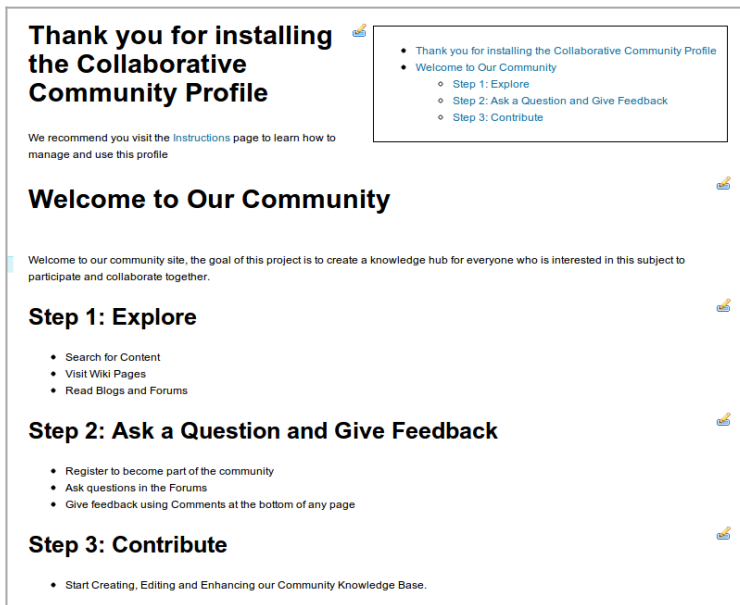 Thank you for installing
the Collaborative
Community Profile
We recommend you visit the Instructions page to learn how to
manage and use this profile
Thank you for installing the Collaborative Community Profile
Welcome to Our Community
Step 1: Explore
Step 2: Ask a Question and Give Feedback
Step 3: Contribute
Welcome to Our Community
Welcome to our community site, the goal of this project is to create a knowledge hub for everyone who is interested in this subject to
participate and collaborate together.
Step 1: Explore
Search for Content
Visit Wiki Pages
Read Blogs and Forums
Step 2: Ask a Question and Give Feedback
Register to become part of the community
Ask questions in the Forums
Give feedback using Comments at the bottom of any page
Step 3: Contribute
Start Creating, Editing and Enhancing our Community Knowledge Base.